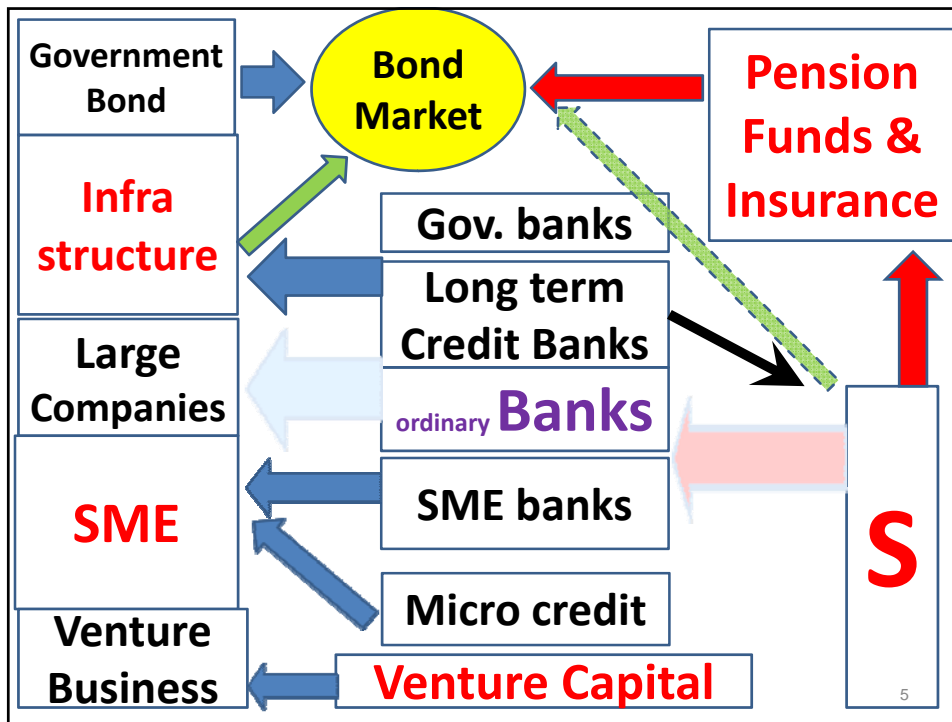 Government
Bond
Infra
structure
Large
Companies
SME
Venture
Business
Bond
Market
Gov. banks
Long term
Credit Banks
ordinary Banks
SME banks
Micro credit
Venture Capital
Pension
Funds &
Insurance
S
5